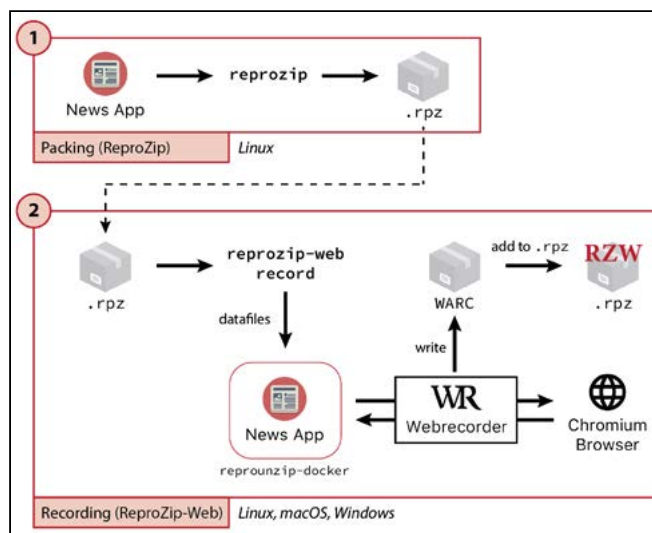 1
News App
reprozip
.rpz
Packing (ReproZip)
Linux
2
.rpz
reprozip-web
record
datafiles
News App
reprounzip-docker
write
WARC
add to .rpz
RZW
.rpz
WR
Webrecorder
Chromium
Browser
Recording (ReproZip-Web)
Linux, macOS, Windows